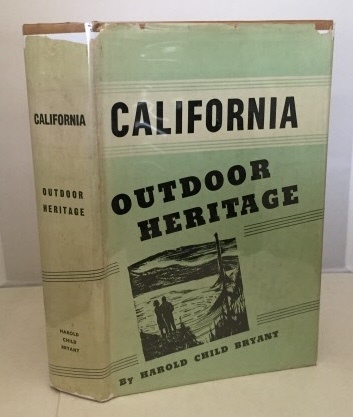 CALIFORNIA
OUTDOOR
HERITAGE
HAROLD
CHILD
BRYANT
CALIFORNIA
OUTDOOR
HERITAGE
By HAROLD CHILD BRYANT